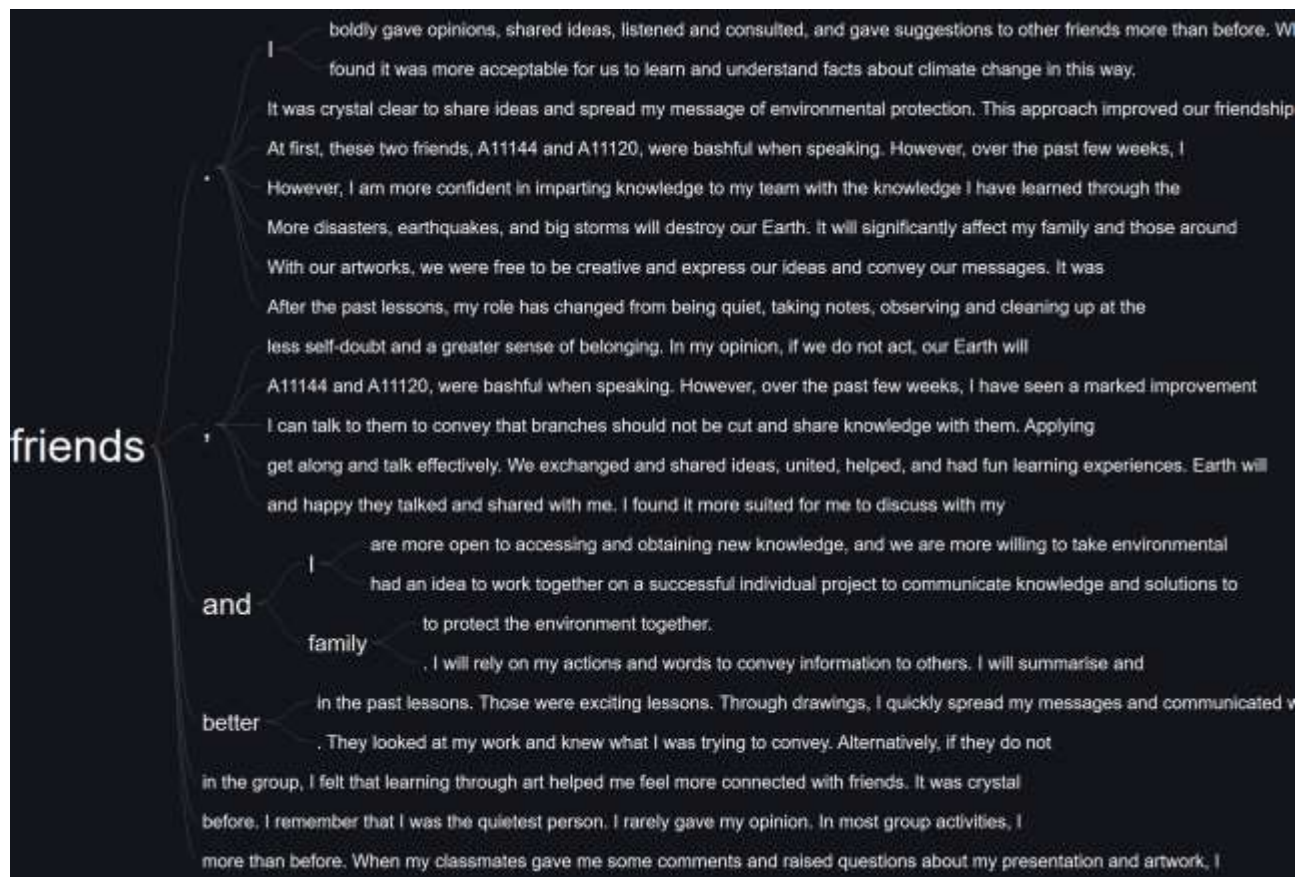 boldly gave opinions, shared ideas, listened and consulted, and gave suggestions to other friends more than before.
I
found it was more acceptable for us to learn and understand facts about climate change in this way.
It was crystal clear to share ideas and spread my message of environmental protection. This approach improved our friendship
At first, these two friends, A11144 and A11120, were bashful when speaking. However, over the past few weeks, I
.
However, I am more confident in imparting knowledge to my team with the knowledge I have learned through the
More disasters, earthquakes, and big storms will destroy our Earth. It will significantly affect my family and those around
With our artworks, we were free to be creative and express our ideas and convey our messages. It was
After the past lessons, my role has changed from being quiet, taking notes, observing and cleaning up at the
less self-doubt and a greater sense of belonging. In my opinion, if we do not act, our Earth will
A11144 and A11120, were bashful when speaking. However, over the past few weeks, I have seen a marked improvement
,
I can talk to them to convey that branches should not be cut and share knowledge with them. Applying
friends
get along and talk effectively. We exchanged and shared ideas, united, helped, and had fun learning experiences. Earth will
and happy they talked and shared with me. I found it more suited for me to discuss with my
are more open to accessing and obtaining new knowledge, and we are more willing to take environmental
I
had an idea to work together on a successful individual project to communicate knowledge and solutions to
and
to protect the environment together.
family
. I will rely on my actions and words to convey information to others. I will summarise and
in the past lessons. Those were exciting lessons. Through drawings, I quickly spread my messages and communicated
better
. They looked at my work and knew what I was trying to convey. Alternatively, if they do not
in the group, I felt that learning through art helped me feel more connected with friends. It was crystal
before. I remember that I was the quietest person. I rarely gave my opinion. In most group activities, I
more than before. When my classmates gave me some comments and raised questions about my presentation and artwork, I